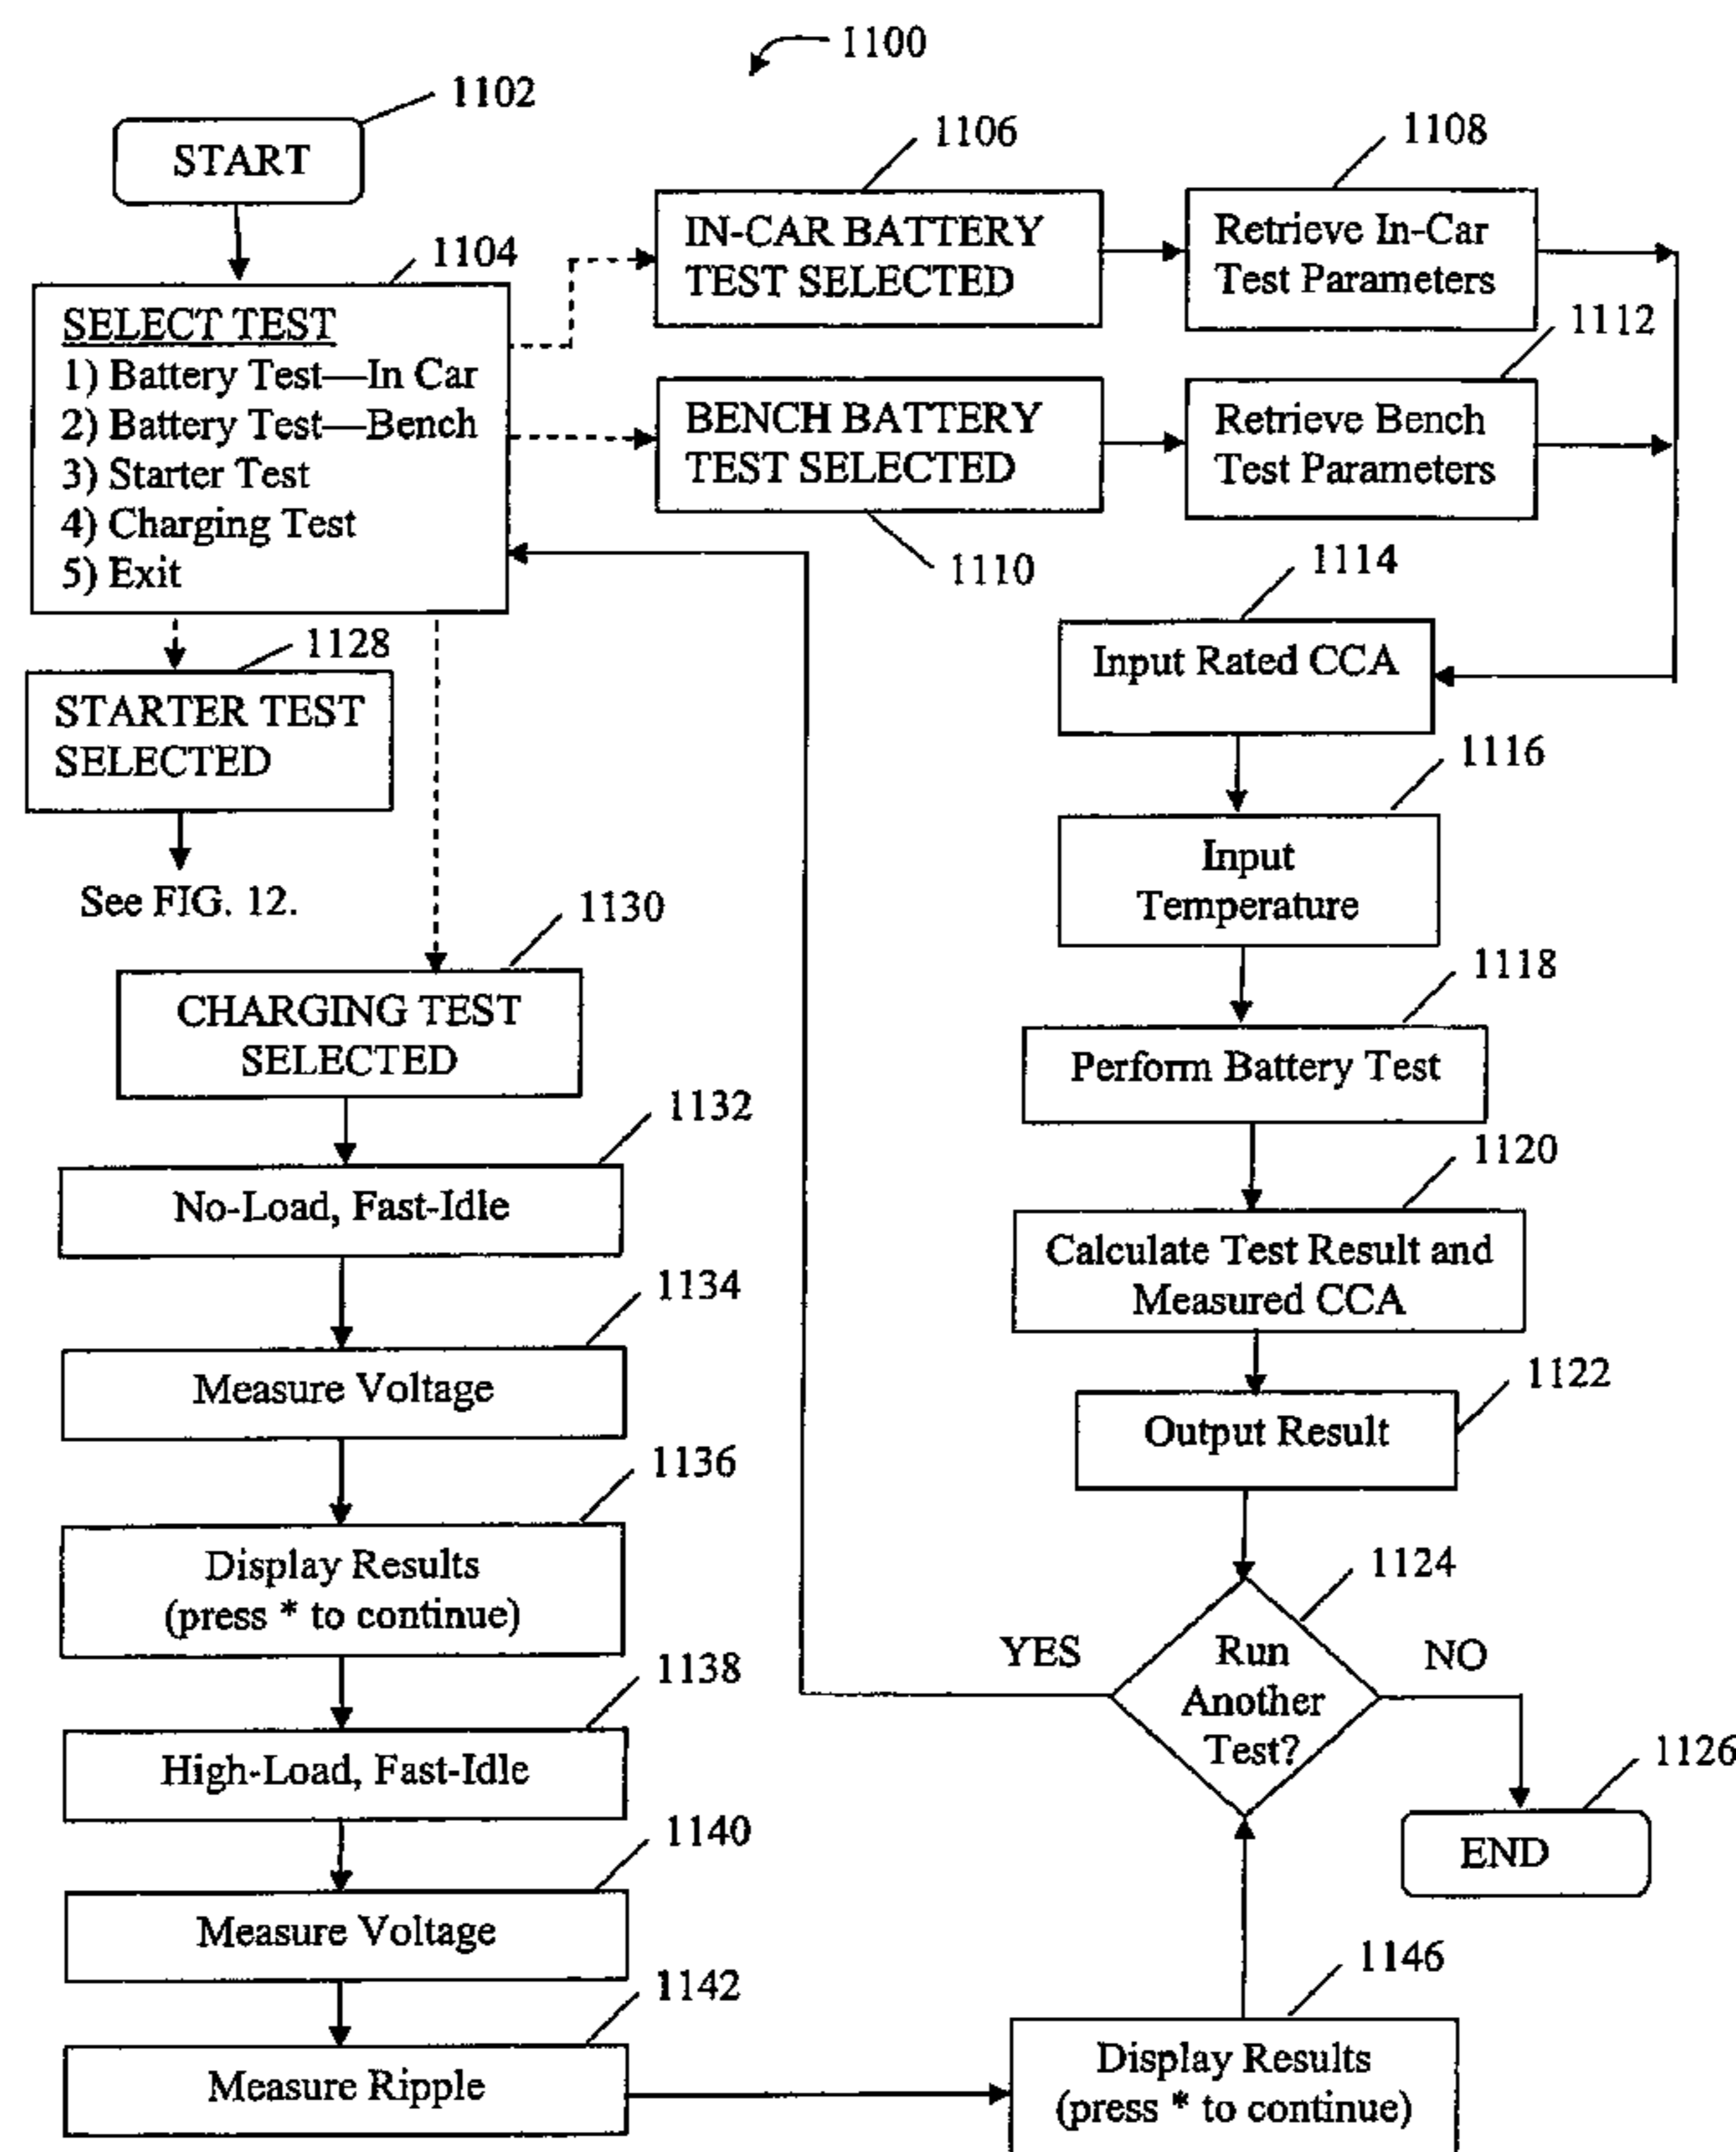 1100
1102
START
1104
SELECT TEST
1) Battery Test—In Car
2) Battery Test—Bench
3) Starter Test
4) Charging Test
5) Exit
1106
IN-CAR BATTERY
TEST SELECTED
1108
Retrieve In-Car
Test Parameters
1110
BENCH BATTERY
TEST SELECTED
1112
Retrieve Bench
Test Parameters
1114
Input Rated CCA
1116
Input
Temperature
1118
Perform Battery Test
1120
Calculate Test Result and
Measured CCA
1122
Output Result
1124
Run
Another
Test?
YES
NO
1126
END
1128
STARTER TEST
SELECTED
See FIG. 12.
1130
CHARGING TEST
SELECTED
1132
No-Load, Fast-Idle
1134
Measure Voltage
1136
Display Results
(press * to continue)
1138
High-Load, Fast-Idle
1140
Measure Voltage
1142
Measure Ripple
1146
Display Results
(press * to continue)